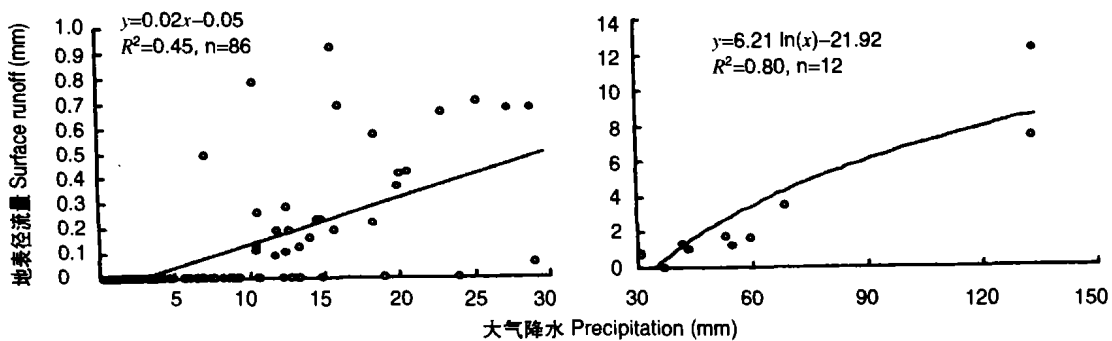 y=0.02x−0.05
R²=0.45, n=86
地表径流量 Surface runoff (mm)
1.0
0.9
0.8
0.7
0.6
0.5
0.4
0.3
0.2
0.1
0
5 10 15 20 25 30
y=6.21 ln(x)−21.92
R²=0.80, n=12
14
12
10
8
6
4
2
0
30 60 90 120 150
大气降水 Precipitation (mm)